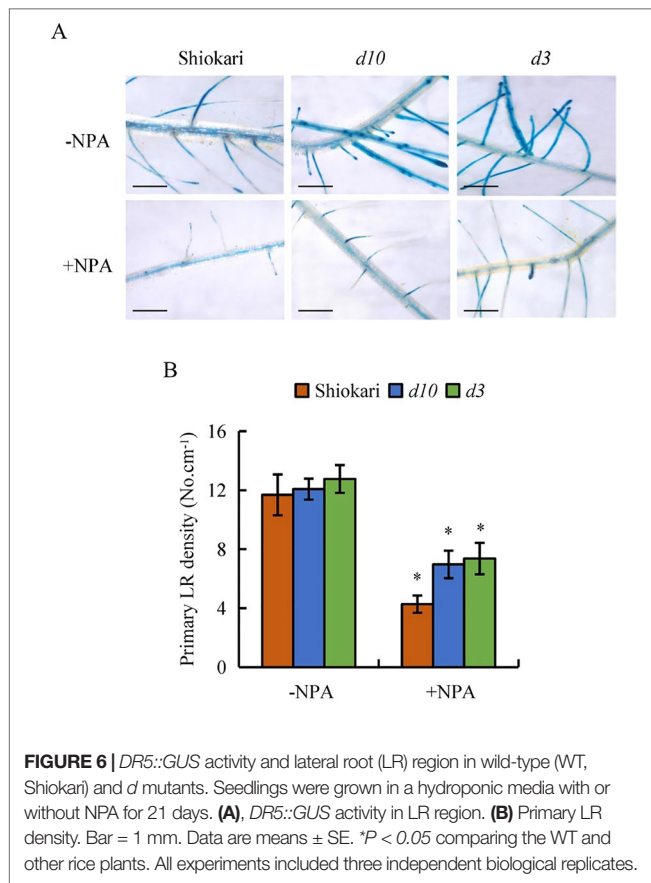 A
Shiokari d10 d3
-NPA
+NPA
B
Shiokari d10 d3
Primary LR density (No.cm-1)
16
12
8
4
0
* * *
-NPA +NPA
FIGURE 6 | DR5::GUS activity and lateral root (LR) region in wild-type (WT,
Shiokari) and d mutants. Seedlings were grown in a hydroponic media with or
without NPA for 21 days. (A), DR5::GUS activity in LR region. (B) Primary LR
density. Bar = 1 mm. Data are means ± SE. *P < 0.05 comparing the WT and
other rice plants. All experiments included three independent biological replicates.